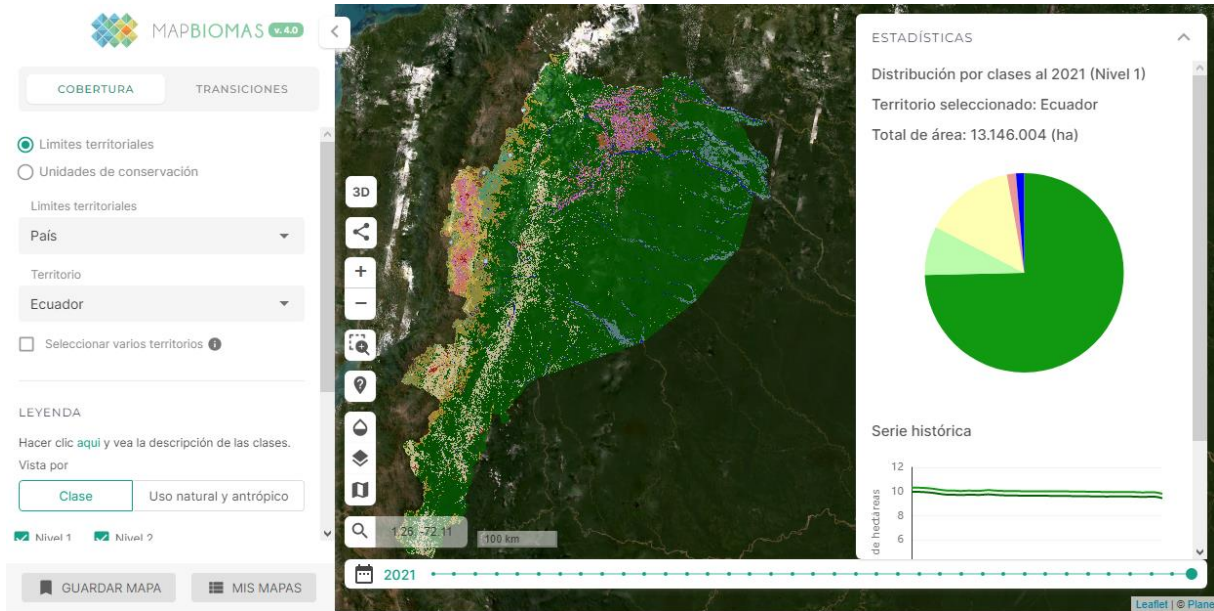 MAPBIOMAS v. 4.0
COBERTURA
TRANSICIONES
Limites territoriales
Unidades de conservación
Limites territoriales
País
Territorio
Ecuador
Seleccionar varios territorios
LEYENDA
Hacer clic aqui y vea la descripción de las clases.
Vista por
Clase
Uso natural y antrópico
Nivel 1
Nivel 2
GUARDAR MAPA
MIS MAPAS
3D
1.26, -72.11
100 km
2021
ESTADÍSTICAS
Distribución por clases al 2021 (Nivel 1)
Territorio seleccionado: Ecuador
Total de área: 13.146.004 (ha)
Serie histórica
12
10
8
6
de hectáreas
Leaflet | © Plane